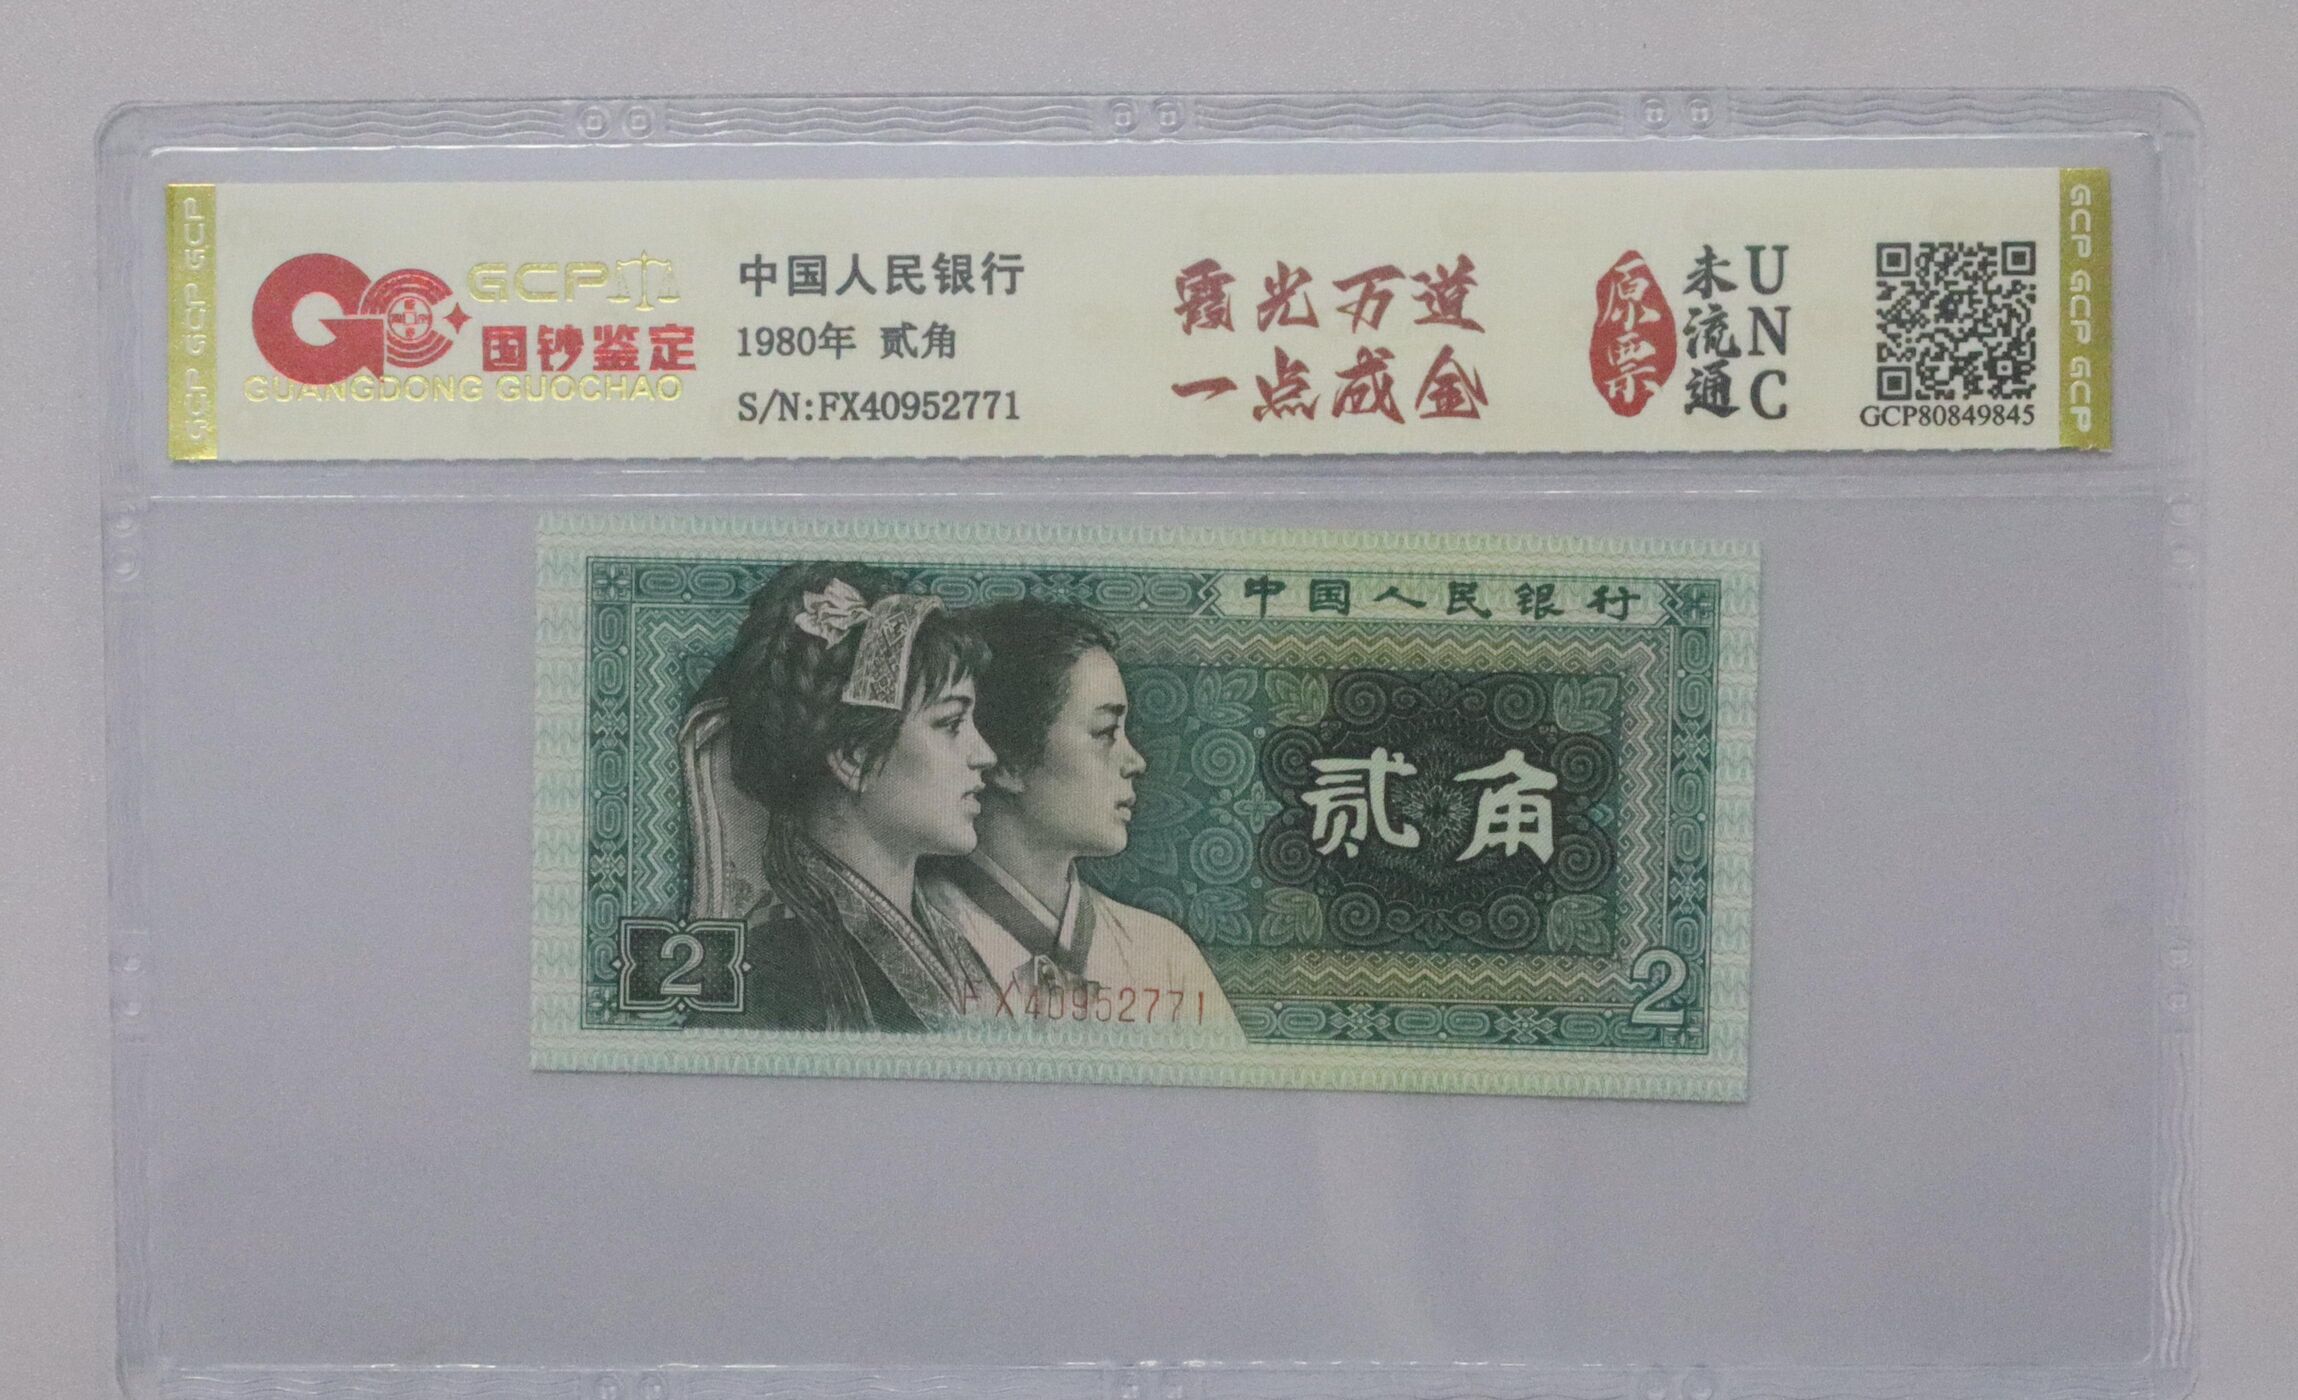 GCP GCP GCP
GCP
国钞鉴定
GUANGDONG GUOCHAO
中国人民银行
1980年 贰角
S/N:FX40952771
霞光万道
一点成金
原票
未流通
UNC
GCP80849845
GCP GCP GCP
中国人民银行
贰角
2
FX40952771
2